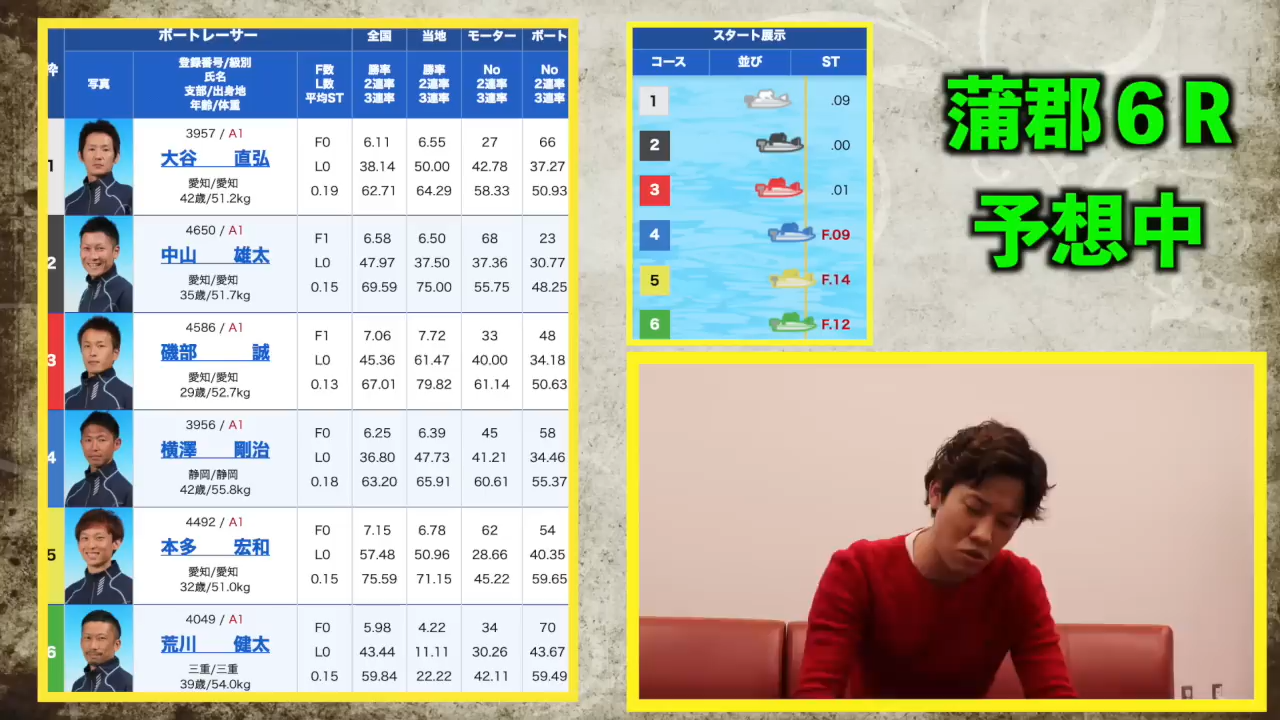 ボートレーサー 全国 当地 モーター ボート
枠 写真 登録番号/級別 氏名 支部/出身地 年齢/体重 F数 L数 平均ST 勝率 2連率 3連率 勝率 2連率 3連率 No 2連率 3連率 No 2連率 3連率
1
3957 / A1
大谷 直弘
愛知/愛知
42歳/51.2kg
F0 6.11 6.55 27 66
L0 38.14 50.00 42.78 37.27
0.19 62.71 64.29 58.33 50.93
2
4650 / A1
中山 雄太
愛知/愛知
35歳/51.7kg
F1 6.58 6.50 68 23
L0 47.97 37.50 37.36 30.77
0.15 69.59 75.00 55.75 48.25
3
4586 / A1
磯部 誠
愛知/愛知
29歳/52.7kg
F1 7.06 7.72 33 48
L0 45.36 61.47 40.00 34.18
0.13 67.01 79.82 61.14 50.63
4
3956 / A1
横澤 剛治
静岡/静岡
42歳/55.8kg
F0 6.25 6.39 45 58
L0 36.80 47.73 41.21 34.46
0.18 63.20 65.91 60.61 55.37
5
4492 / A1
本多 宏和
愛知/愛知
32歳/51.0kg
F0 7.15 6.78 62 54
L0 57.48 50.96 28.66 40.35
0.15 75.59 71.15 45.22 59.65
6
4049 / A1
荒川 健太
三重/三重
39歳/54.0kg
F0 5.98 4.22 34 70
L0 43.44 11.11 30.26 43.67
0.15 59.84 22.22 42.11 59.49
スタート展示
コース 並び ST
1 .09
2 .00
3 .01
4 F.09
5 F.14
6 F.12
蒲郡6R
予想中